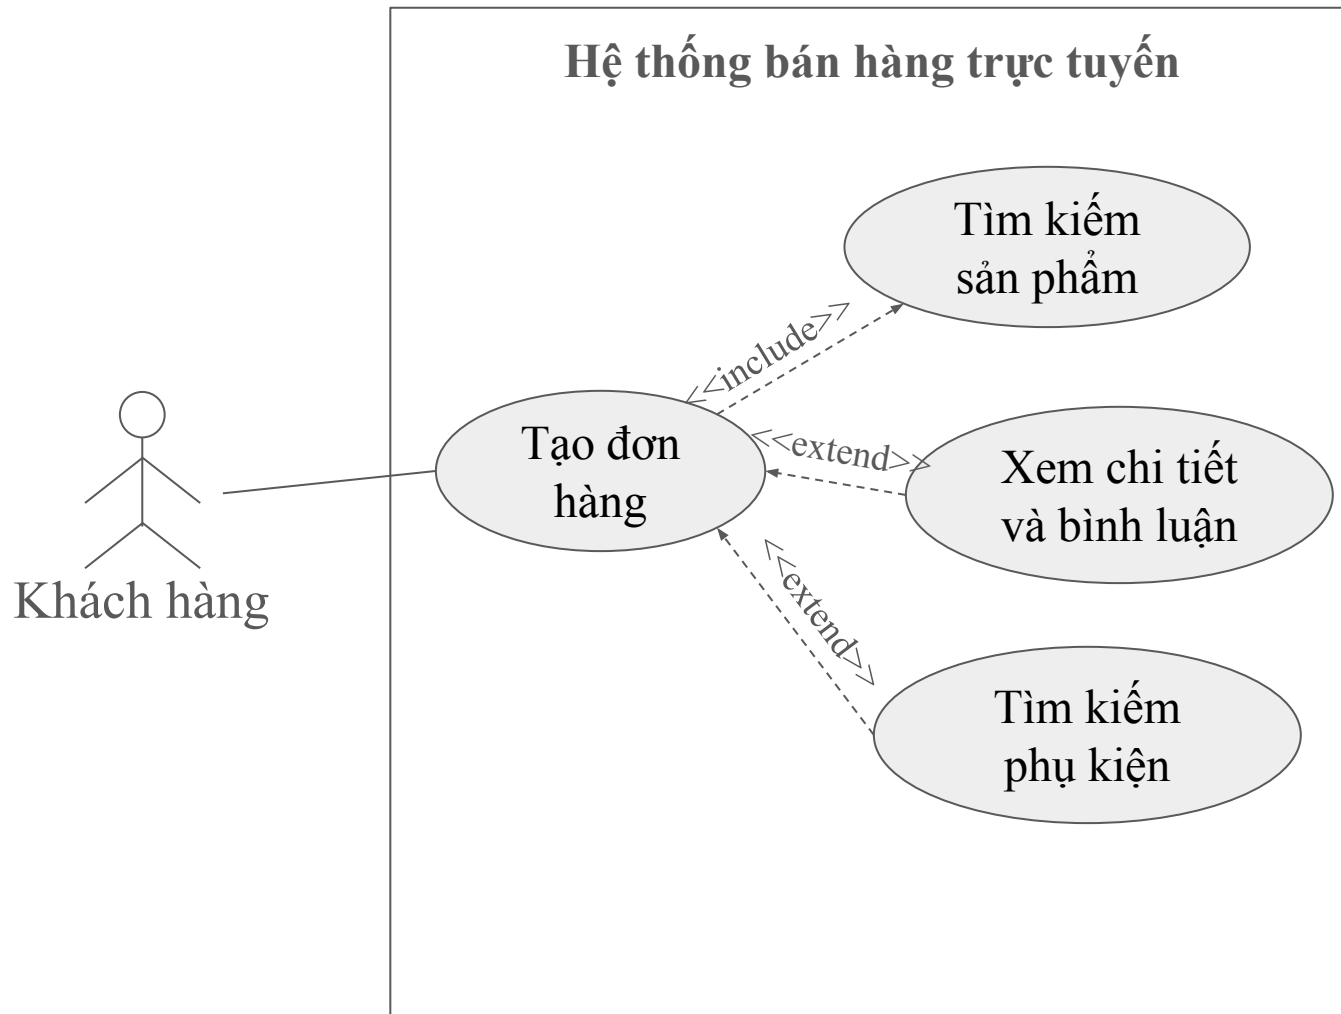 Hệ thống bán hàng trực tuyến
Tìm kiếm
sản phẩm
<<include>>
Tạo đơn
hàng
<<extend>>
Xem chi tiết
và bình luận
<<extend>>
Khách hàng
Tìm kiếm
phụ kiện